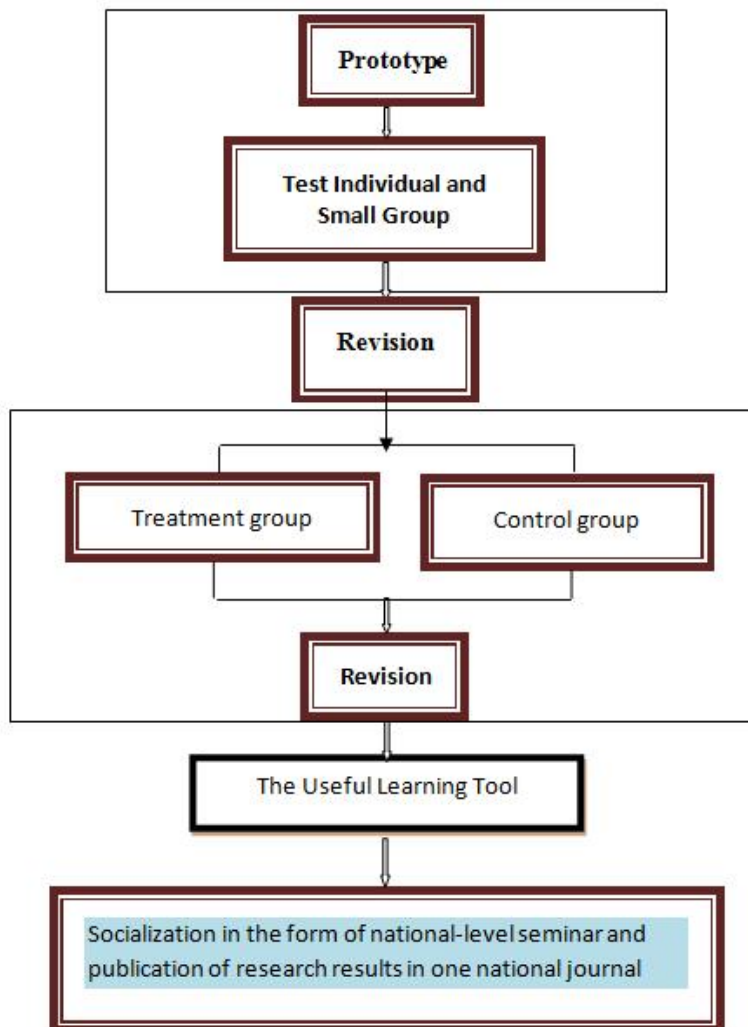 Prototype
Test Individual and
Small Group
Revision
Treatment group
Control group
Revision
The Useful Learning Tool
Socialization in the form of national-level seminar and
publication of research results in one national journal